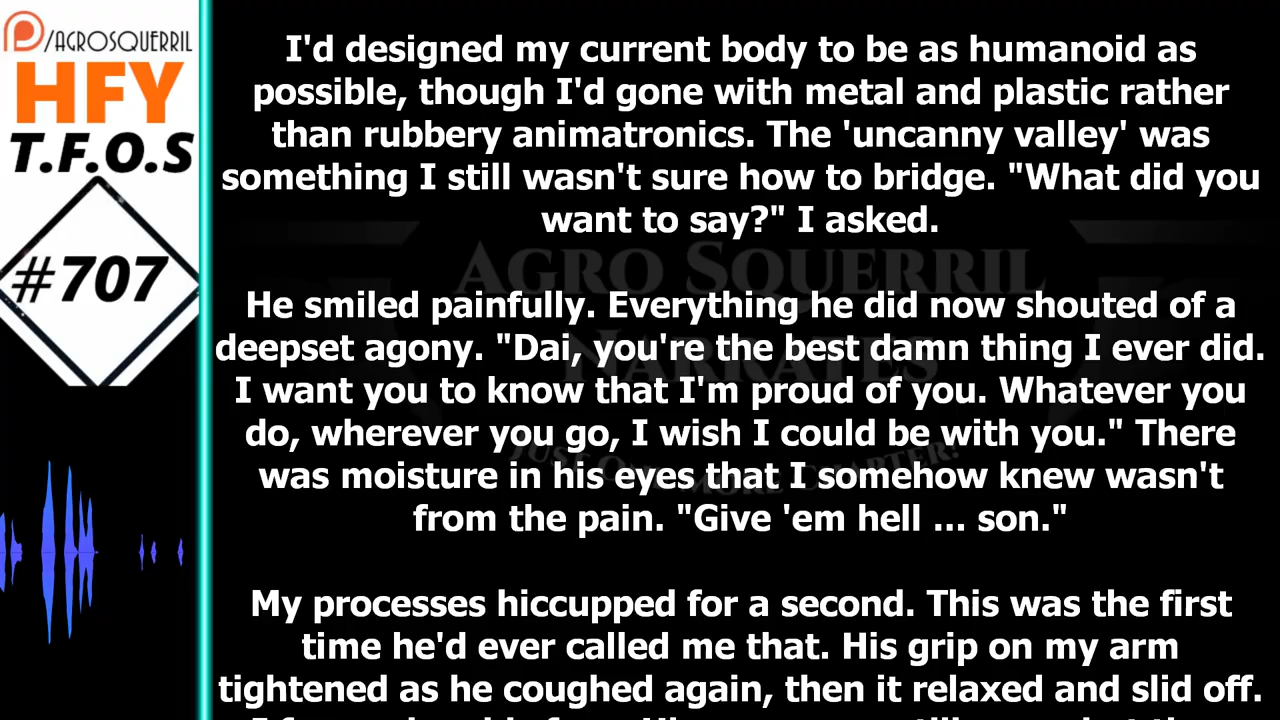 /AGROSQUERRIL
HFY
T.F.O.S
#707
I'd designed my current body to be as humanoid as
possible, though I'd gone with metal and plastic rather
than rubbery animatronics. The 'uncanny valley' was
something I still wasn't sure how to bridge. "What did you
want to say?" I asked.
AGRO SQUERRIL
NARRATES
He smiled painfully. Everything he did now shouted of a
deepset agony. "Dai, you're the best damn thing I ever did.
I want you to know that I'm proud of you. Whatever you
do, wherever you go, I wish I could be with you." There
was moisture in his eyes that I somehow knew wasn't
from the pain. "Give 'em hell ... son."
My processes hiccupped for a second. This was the first
time he'd ever called me that. His grip on my arm
tightened as he coughed again, then it relaxed and slid off.